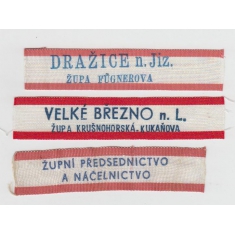 DRAŽICE n. Jiz.
ŽUPA FÜGNEROVA
VELKÉ BŘEZNO n. L.
ŽUPA KRUŠNOHORSKÁ-KUKAŇOVA
ŽUPNÍ PŘEDSEDNICTVO
A NÁČELNICTVO